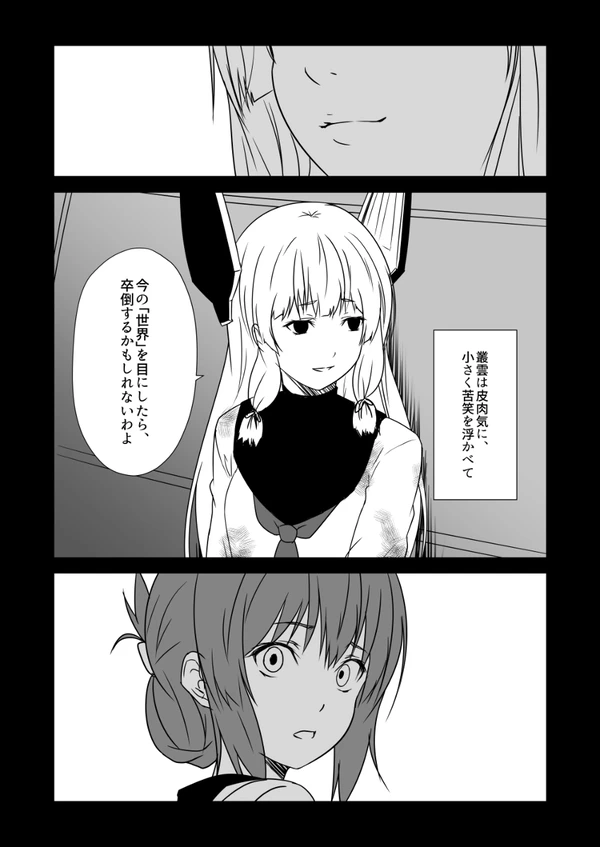 叢雲は皮肉気に、
小さく苦笑を浮かべて
今の「世界」を目にしたら、
卒倒するかもしれないわよ